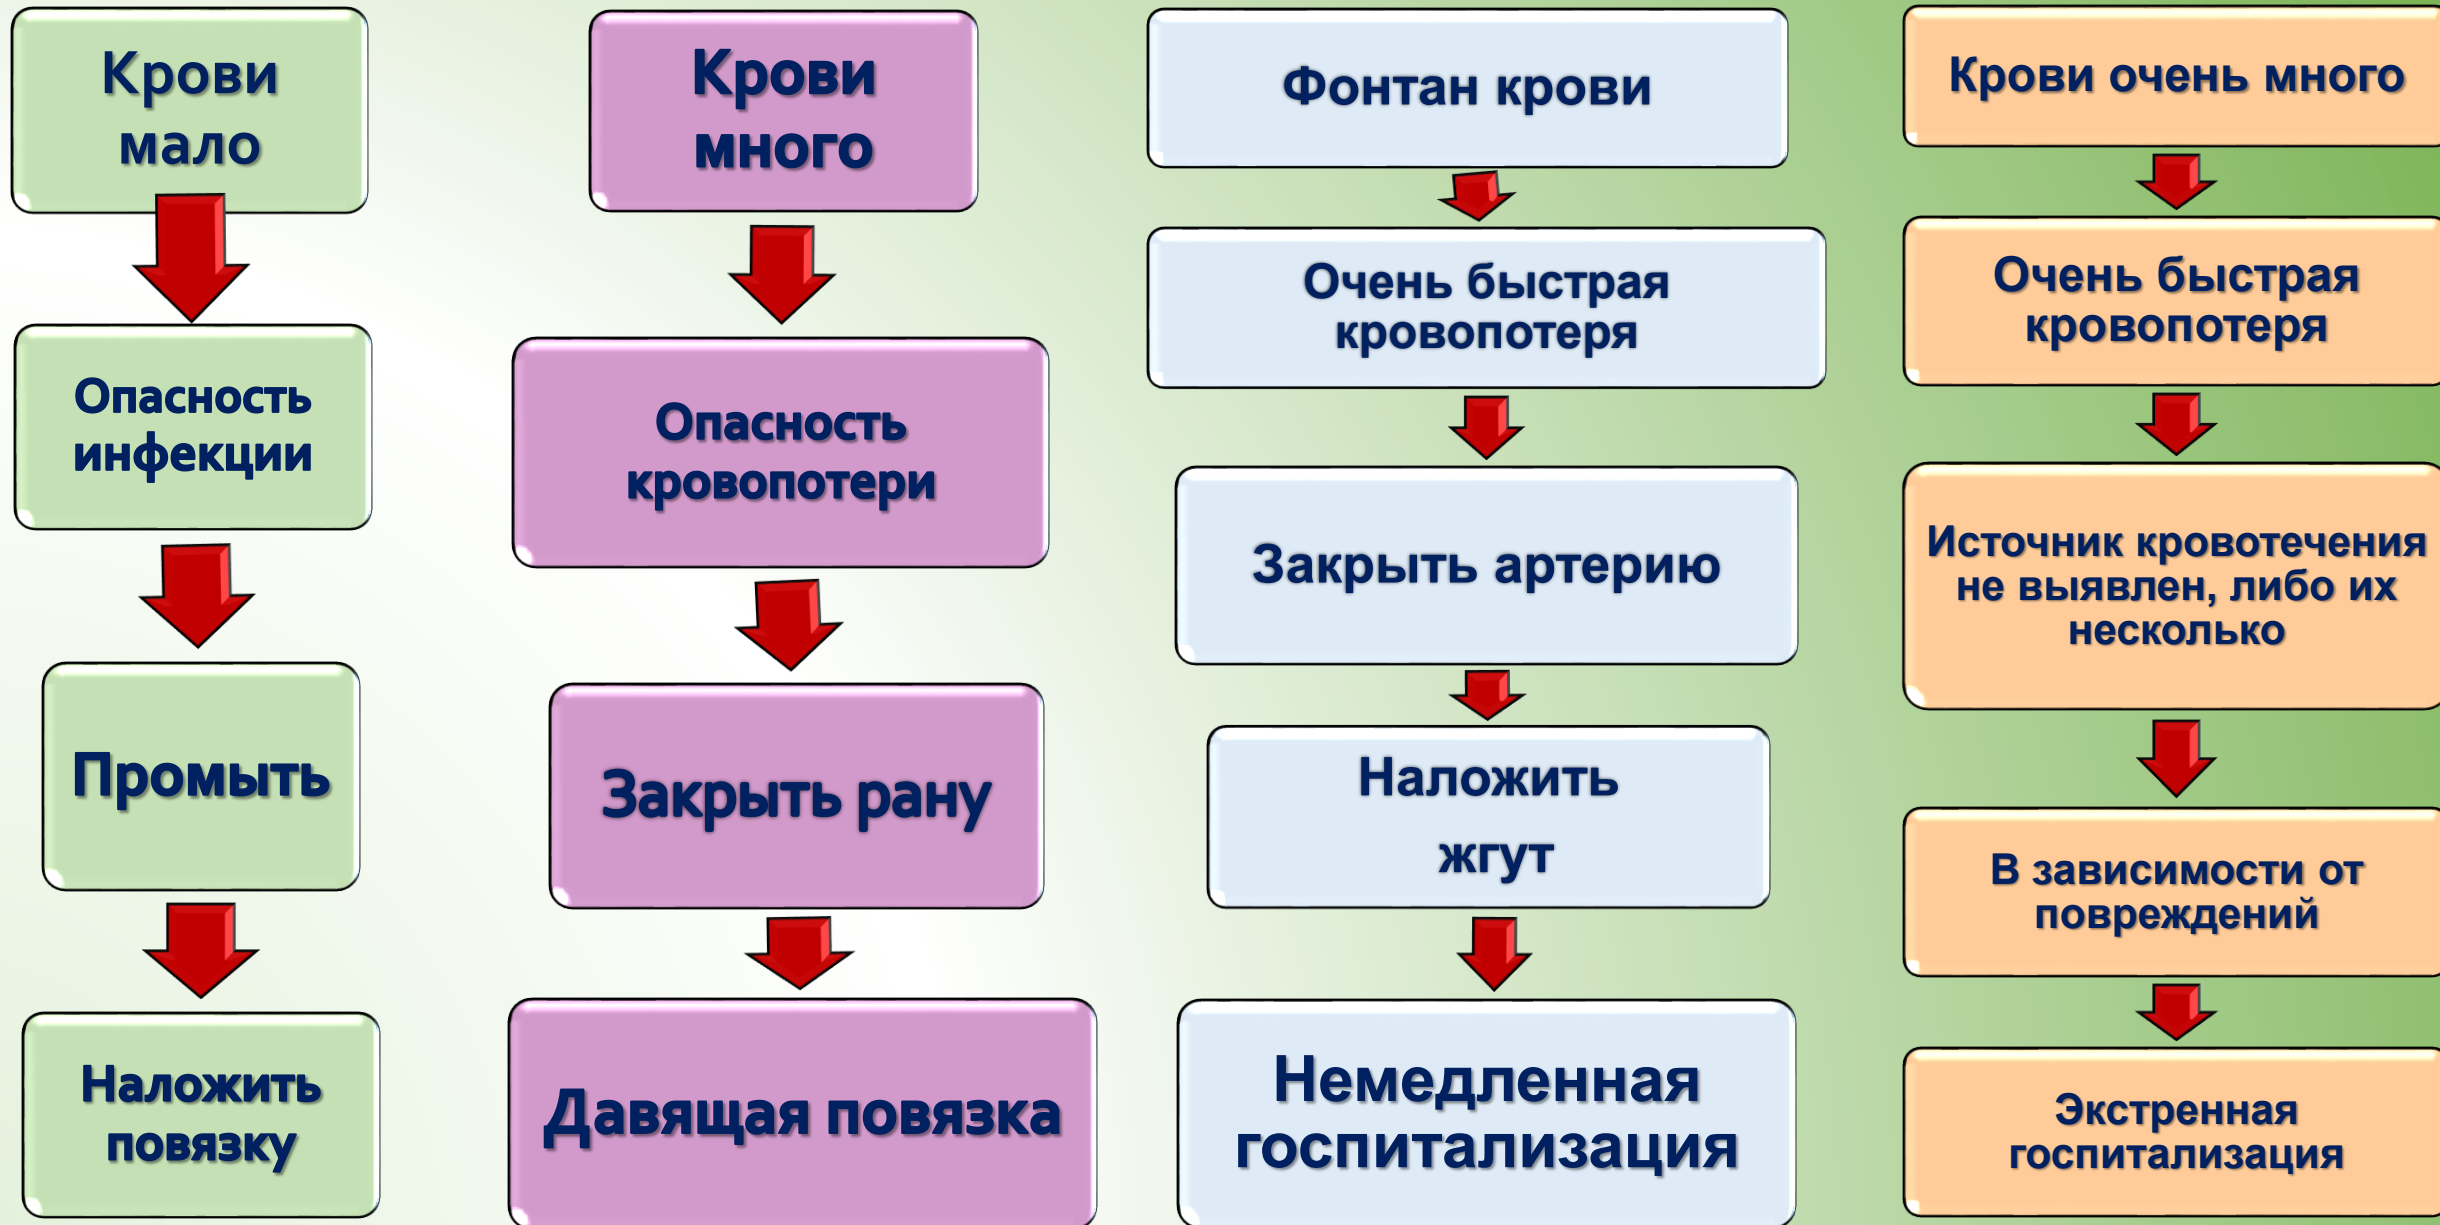 Крови
мало
Опасность
инфекции
Промыть
Наложить
повязку
Крови
много
Опасность
кровопотери
Закрыть рану
Давящая повязка
Фонтан крови
Очень быстрая
кровопотеря
Закрыть артерию
Наложить
жгут
Немедленная
госпитализация
Крови очень много
Очень быстрая
кровопотеря
Источник кровотечения
не выявлен, либо их
несколько
В зависимости от
повреждений
Экстренная
госпитализация